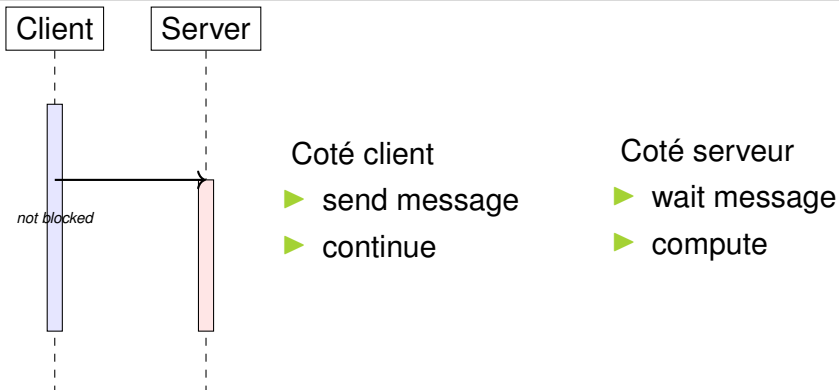 Client
Server
not blocked
Coté client
send message
continue
Coté serveur
wait message
compute